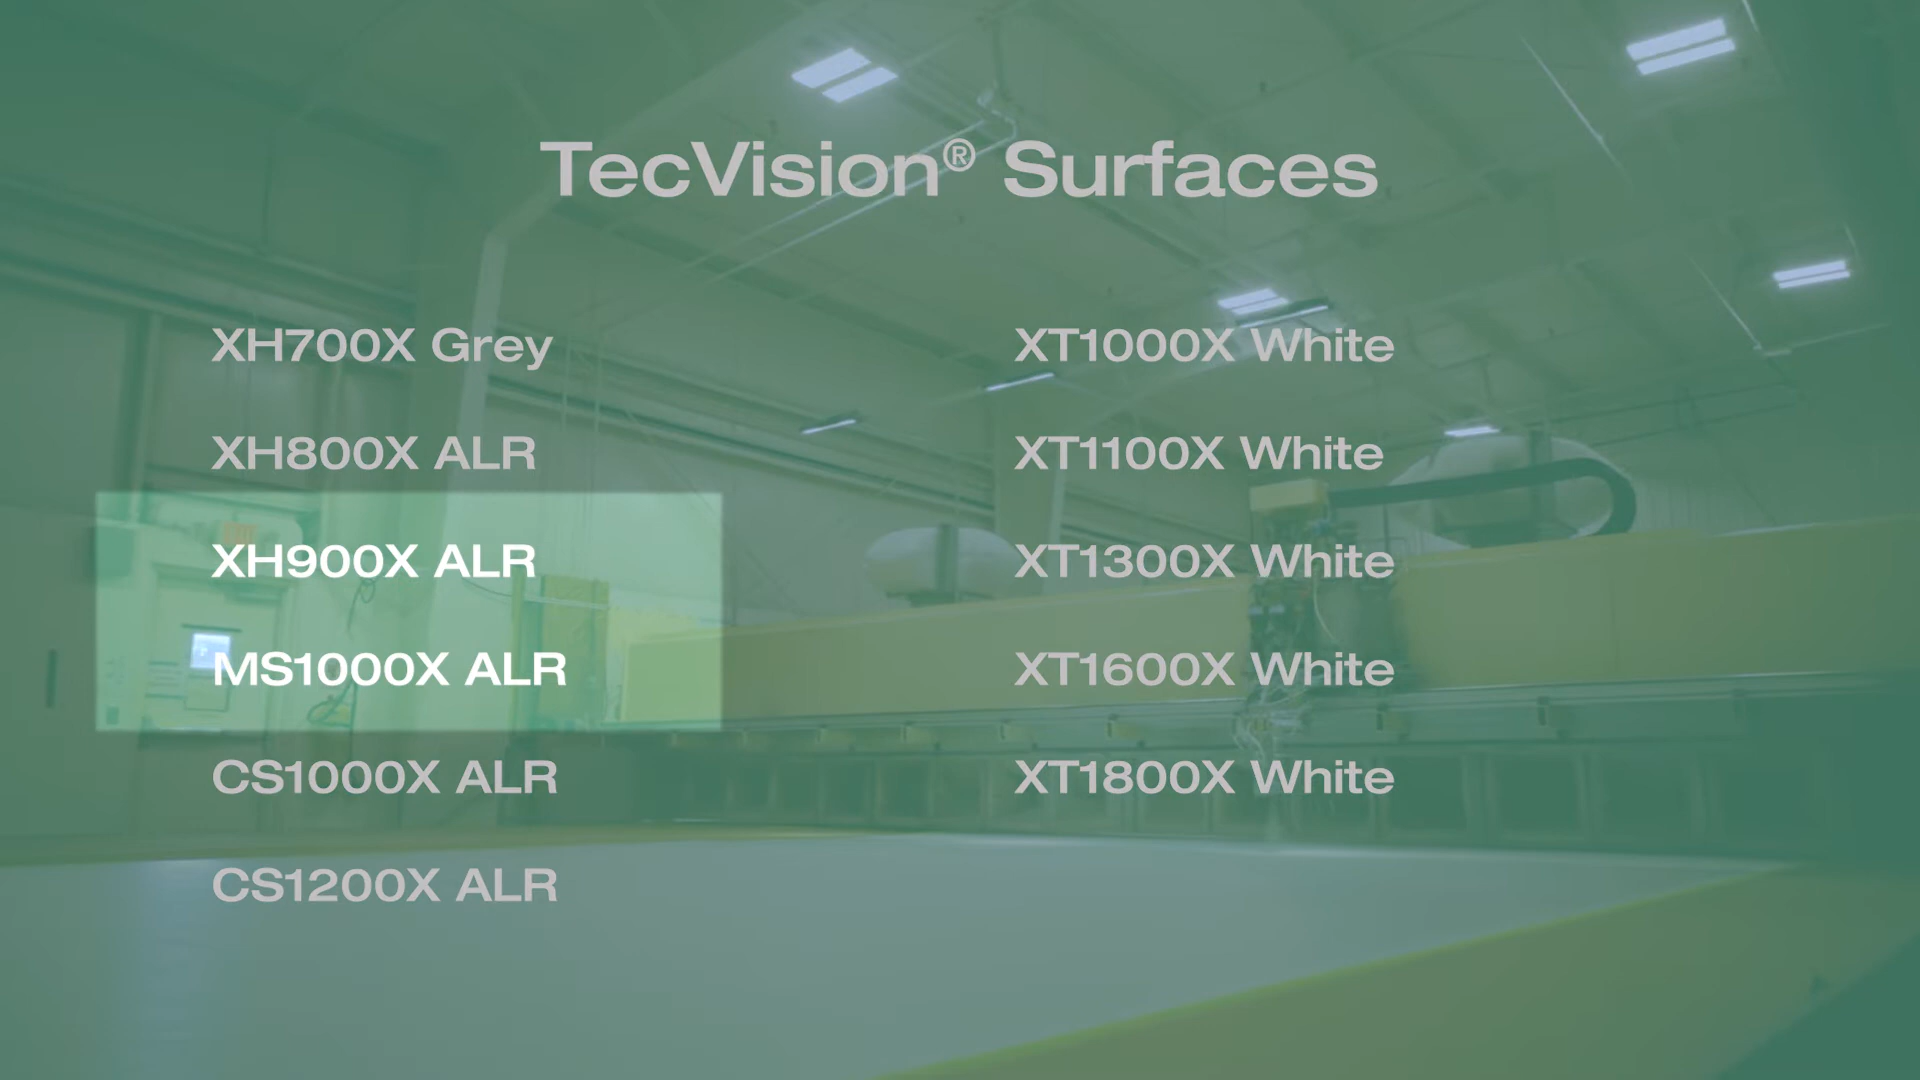 TecVision® Surfaces
XH700X Grey
XH800X ALR
XH900X ALR
MS1000X ALR
CS1000X ALR
CS1200X ALR
XT1000X White
XT1100X White
XT1300X White
XT1600X White
XT1800X White